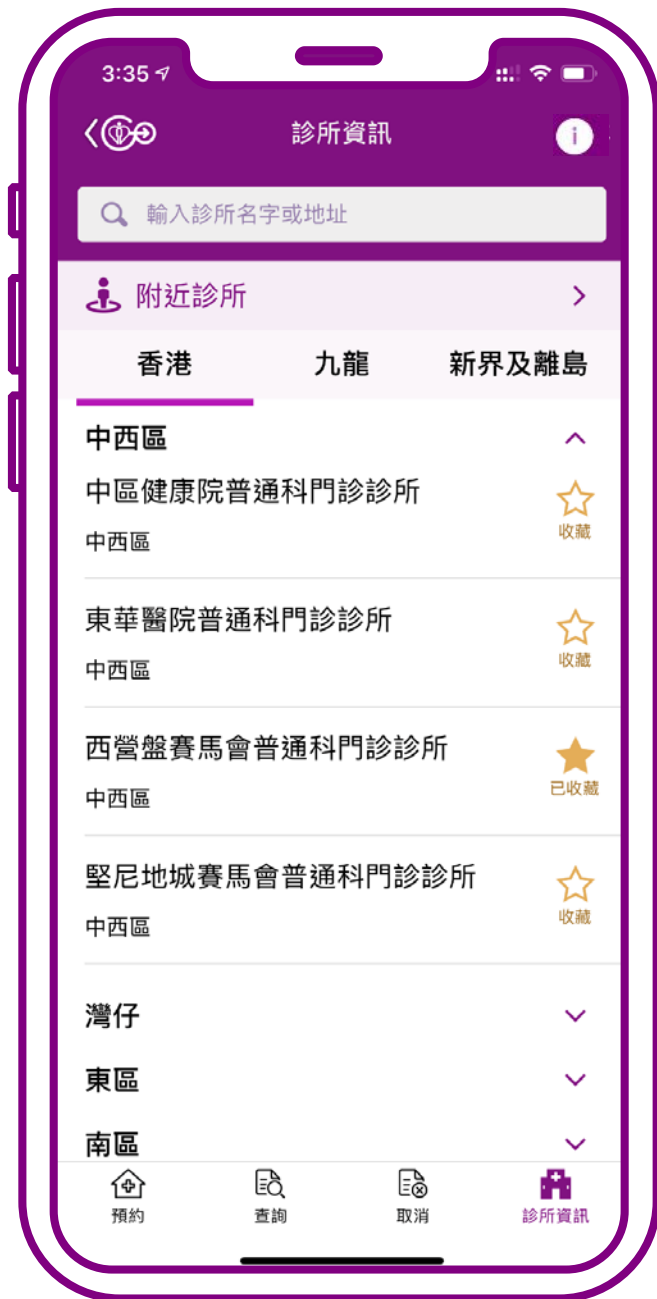 3:35
診所資訊
i
輸入診所名字或地址
附近診所
香港 九龍 新界及離島
中西區
中區健康院普通科門診診所
收藏
中西區
東華醫院普通科門診診所
收藏
中西區
西營盤賽馬會普通科門診診所
已收藏
中西區
堅尼地城賽馬會普通科門診診所
收藏
中西區
灣仔
東區
南區
預約 查詢 取消 診所資訊